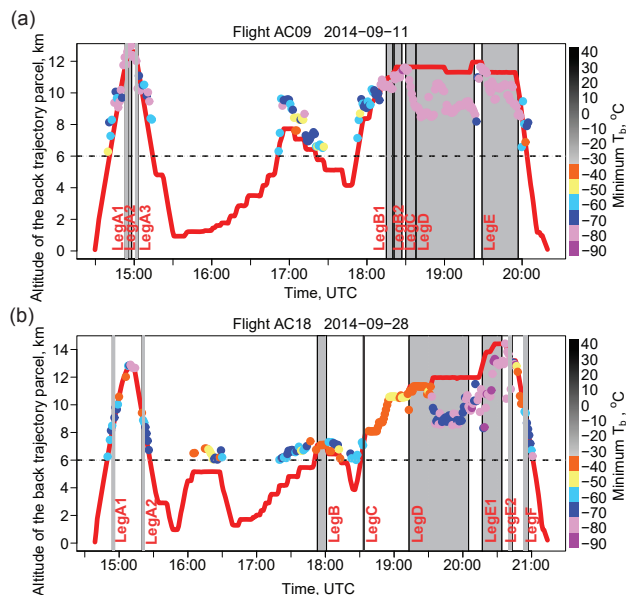 (a)
Flight AC09 2014-09-11
Altitude of the back trajectory parcel, km
12
10
8
6
4
2
0
LegA1
LegA2
LegA3
LegB1
LegB2
LegC
LegD
LegE
15:00
16:00
17:00
18:00
19:00
20:00
Time, UTC
40
30
20
10
0
−10
−20
−30
−40
−50
−60
−70
−80
−90
Minimum Tb, °C
(b)
Flight AC18 2014-09-28
Altitude of the back trajectory parcel, km
14
12
10
8
6
4
2
0
LegA1
LegA2
LegB
LegC
LegD
LegE1
LegE2
LegF
15:00
16:00
17:00
18:00
19:00
20:00
21:00
Time, UTC
40
30
20
10
0
−10
−20
−30
−40
−50
−60
−70
−80
−90
Minimum Tb, °C